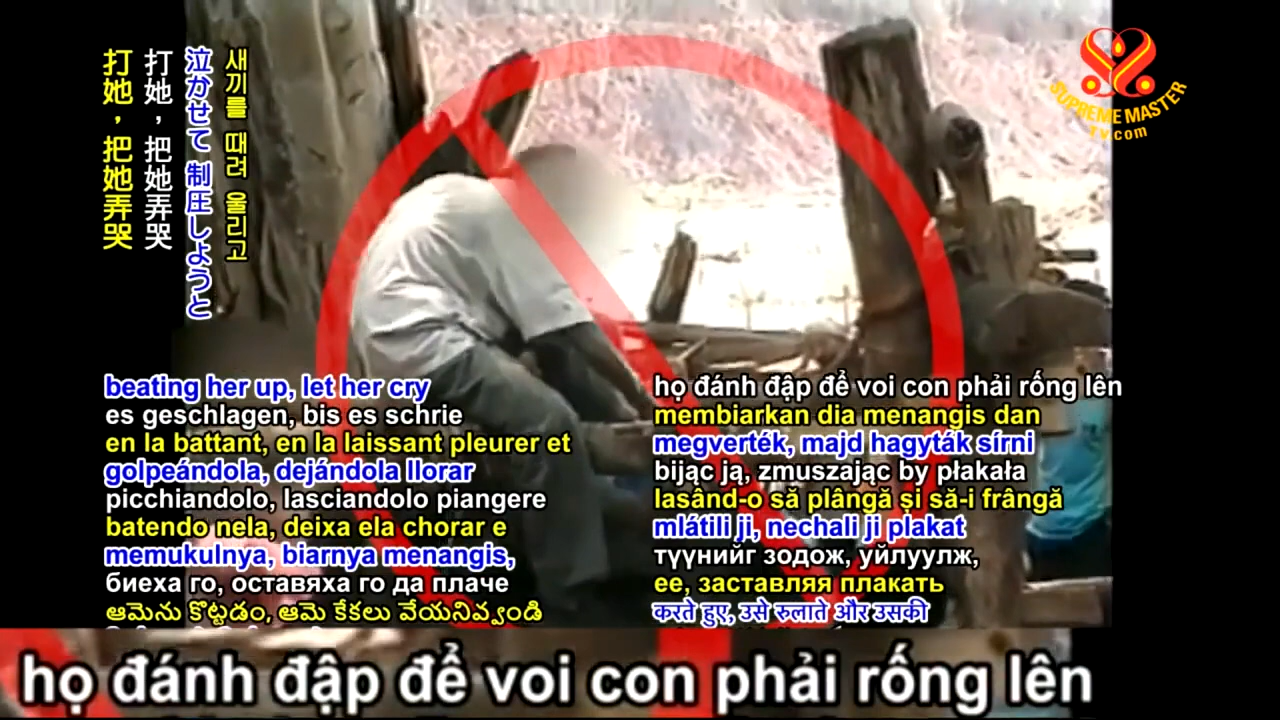 打她，把她弄哭
打她，把她弄哭
泣かせて 制圧しようと
새끼를 때려 울리고
SUPREME MASTER
TV.com
beating her up, let her cry
es geschlagen, bis es schrie
en la battant, en la laissant pleurer et
golpeándola, dejándola llorar
picchiandolo, lasciandolo piangere
batendo nela, deixa ela chorar e
memukulnya, biarnya menangis,
биеха го, оставяха го да плаче
ఆమెను కొట్టడం, ఆమె కేకలు వేయనివ్వండి
họ đánh đập để voi con phải rống lên
membiarkan dia menangis dan
megverték, majd hagyták sírni
bijąc ją, zmuszając by płakała
lasând-o să plângă și să-i frângă
mlátili ji, nechali ji plakat
түүнийг зодож, уйлуулж,
ее, заставляя плакать
करते हुए, उसे रुलाते और उसकी
họ đánh đập để voi con phải rống lên